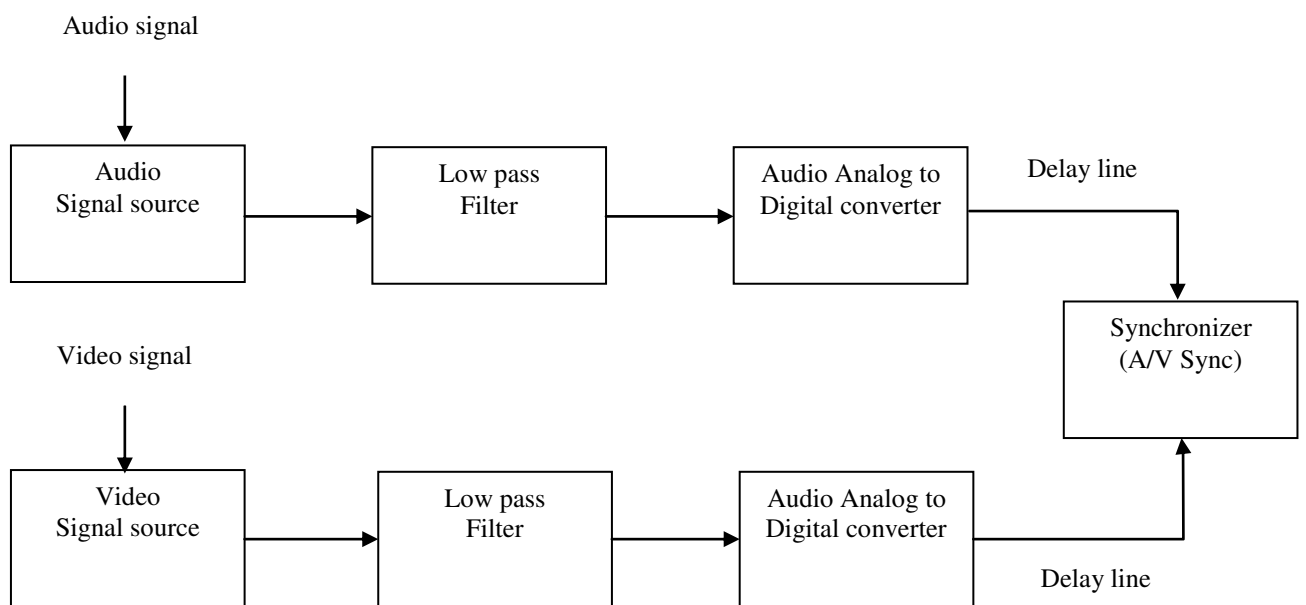 Audio signal
Audio
Signal source
Low pass
Filter
Audio Analog to
Digital converter
Delay line
Synchronizer
(A/V Sync)
Video signal
Video
Signal source
Low pass
Filter
Audio Analog to
Digital converter
Delay line